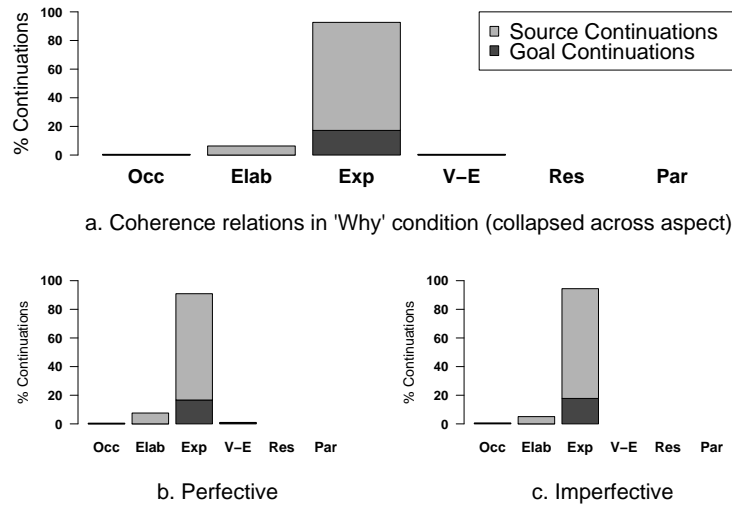 % Continuations
100
80
60
40
20
0
Source Continuations
Goal Continuations
Occ Elab Exp V−E Res Par
a. Coherence relations in 'Why' condition (collapsed across aspect)
% Continuations
100
80
60
40
20
0
Occ Elab Exp V−E Res Par
b. Perfective
% Continuations
100
80
60
40
20
0
Occ Elab Exp V−E Res Par
c. Imperfective